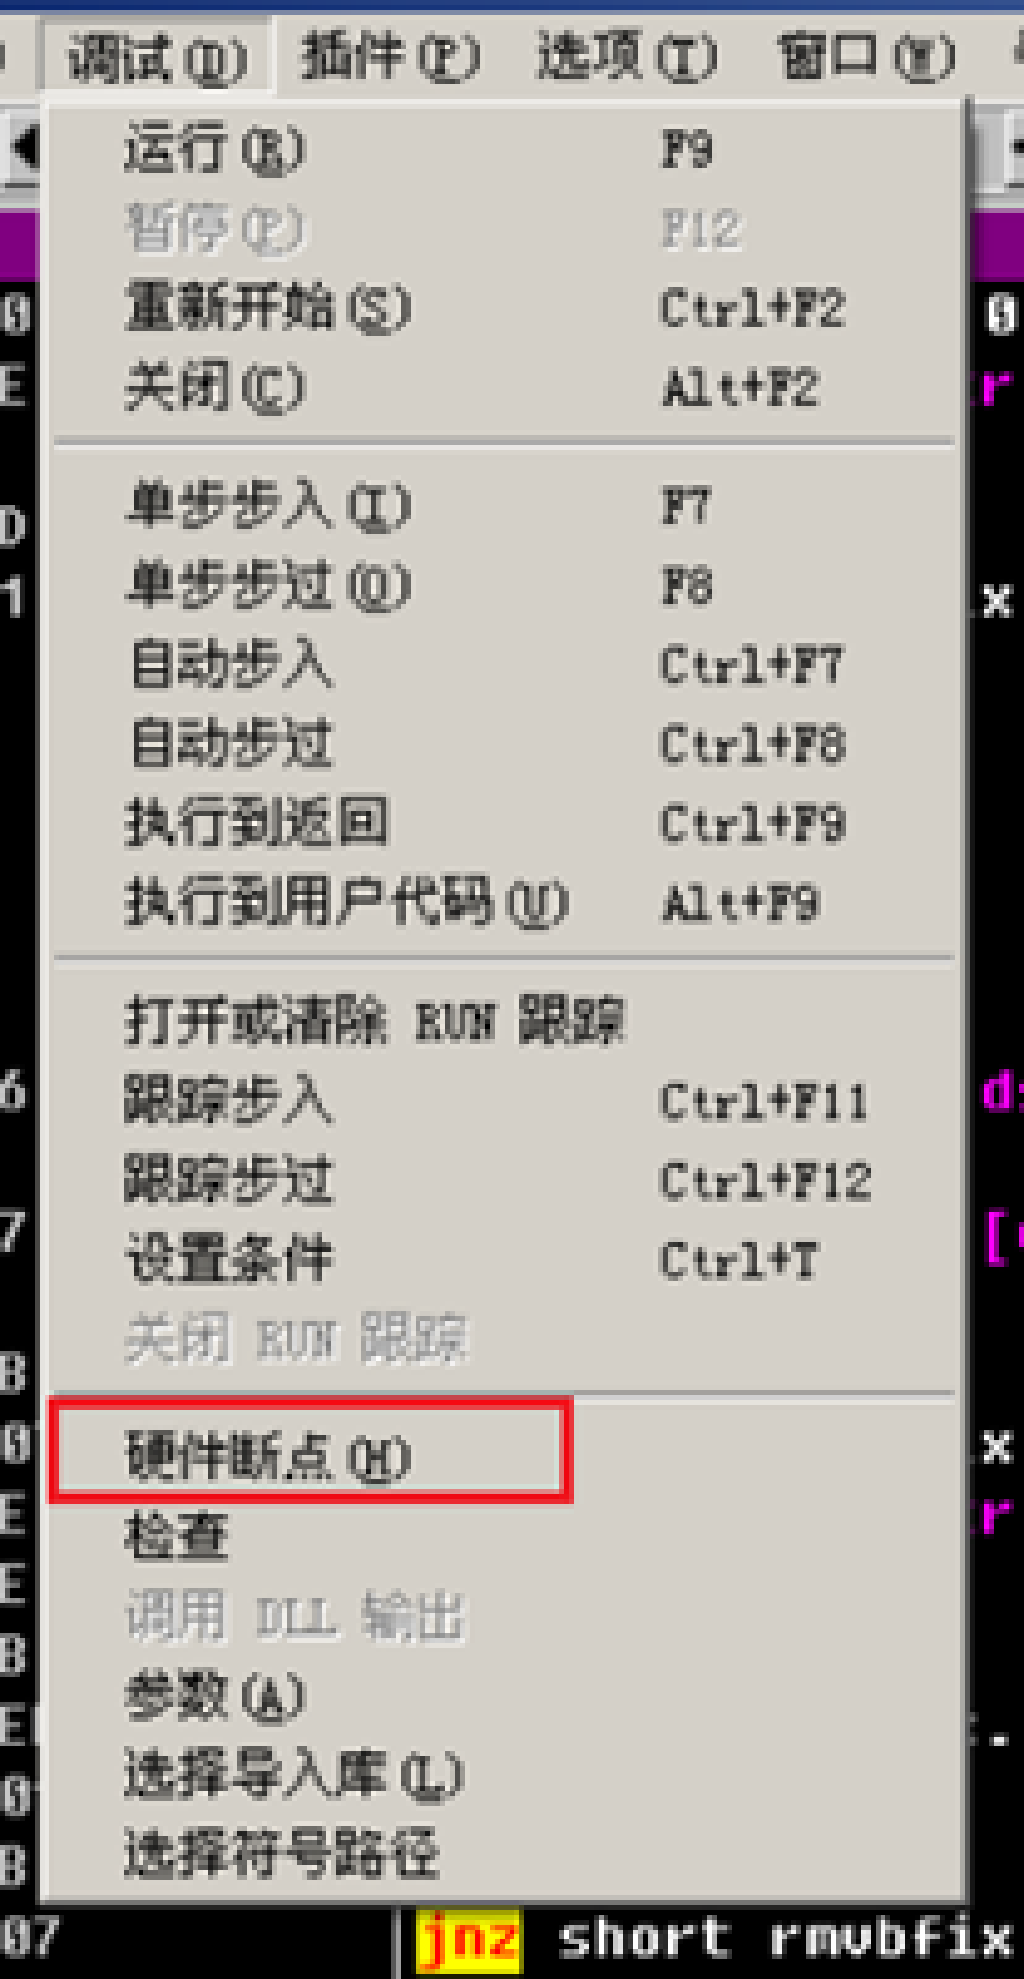 调试(D) 插件(P) 选项(T) 窗口(W)
运行(R) F9
暂停(P) F12
重新开始(S) Ctrl+F2
关闭(C) Alt+F2
单步步入(I) F7
单步步过(O) F8
自动步入 Ctrl+F7
自动步过 Ctrl+F8
执行到返回 Ctrl+F9
执行到用户代码(U) Alt+F9
打开或清除 RUN 跟踪
跟踪步入 Ctrl+F11
跟踪步过 Ctrl+F12
设置条件 Ctrl+T
关闭 RUN 跟踪
硬件断点(H)
检查
调用 DLL 输出
参数(A)
选择导入库(L)
选择符号路径
07 jnz short rmvbfix